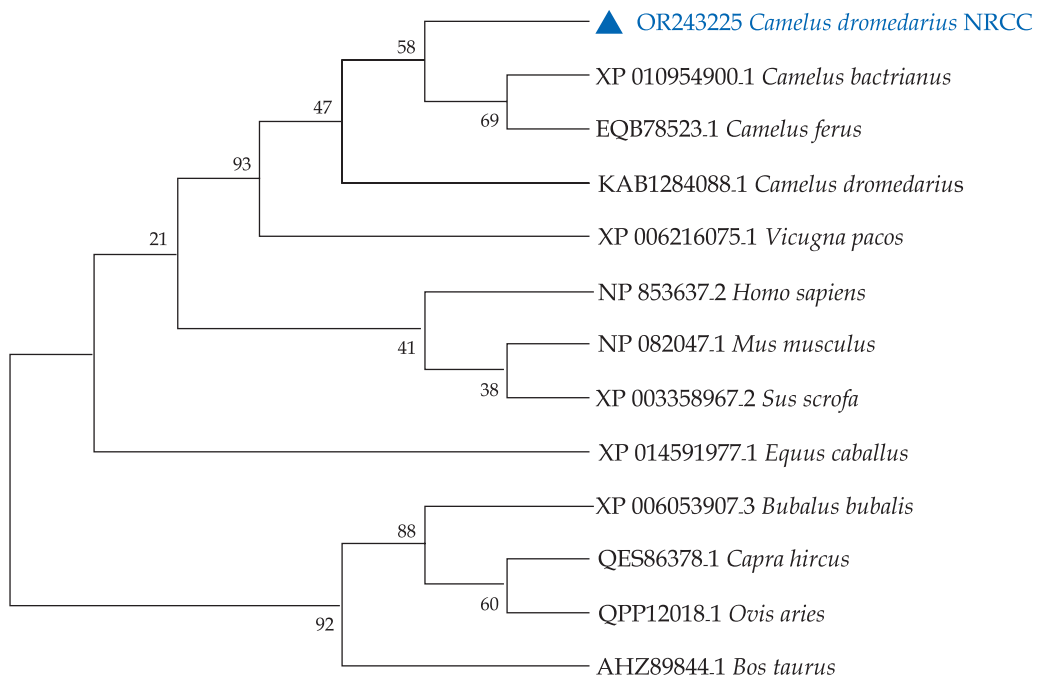 OR243225 Camelus dromedarius NRCC
58
XP 010954900.1 Camelus bactrianus
47
69
EQB78523.1 Camelus ferus
93
KAB1284088.1 Camelus dromedarius
21
XP 006216075.1 Vicugna pacos
NP 853637.2 Homo sapiens
41
NP 082047.1 Mus musculus
38
XP 003358967.2 Sus scrofa
XP 014591977.1 Equus caballus
XP 006053907.3 Bubalus bubalis
88
QES86378.1 Capra hircus
60
QPP12018.1 Ovis aries
92
AHZ89844.1 Bos taurus